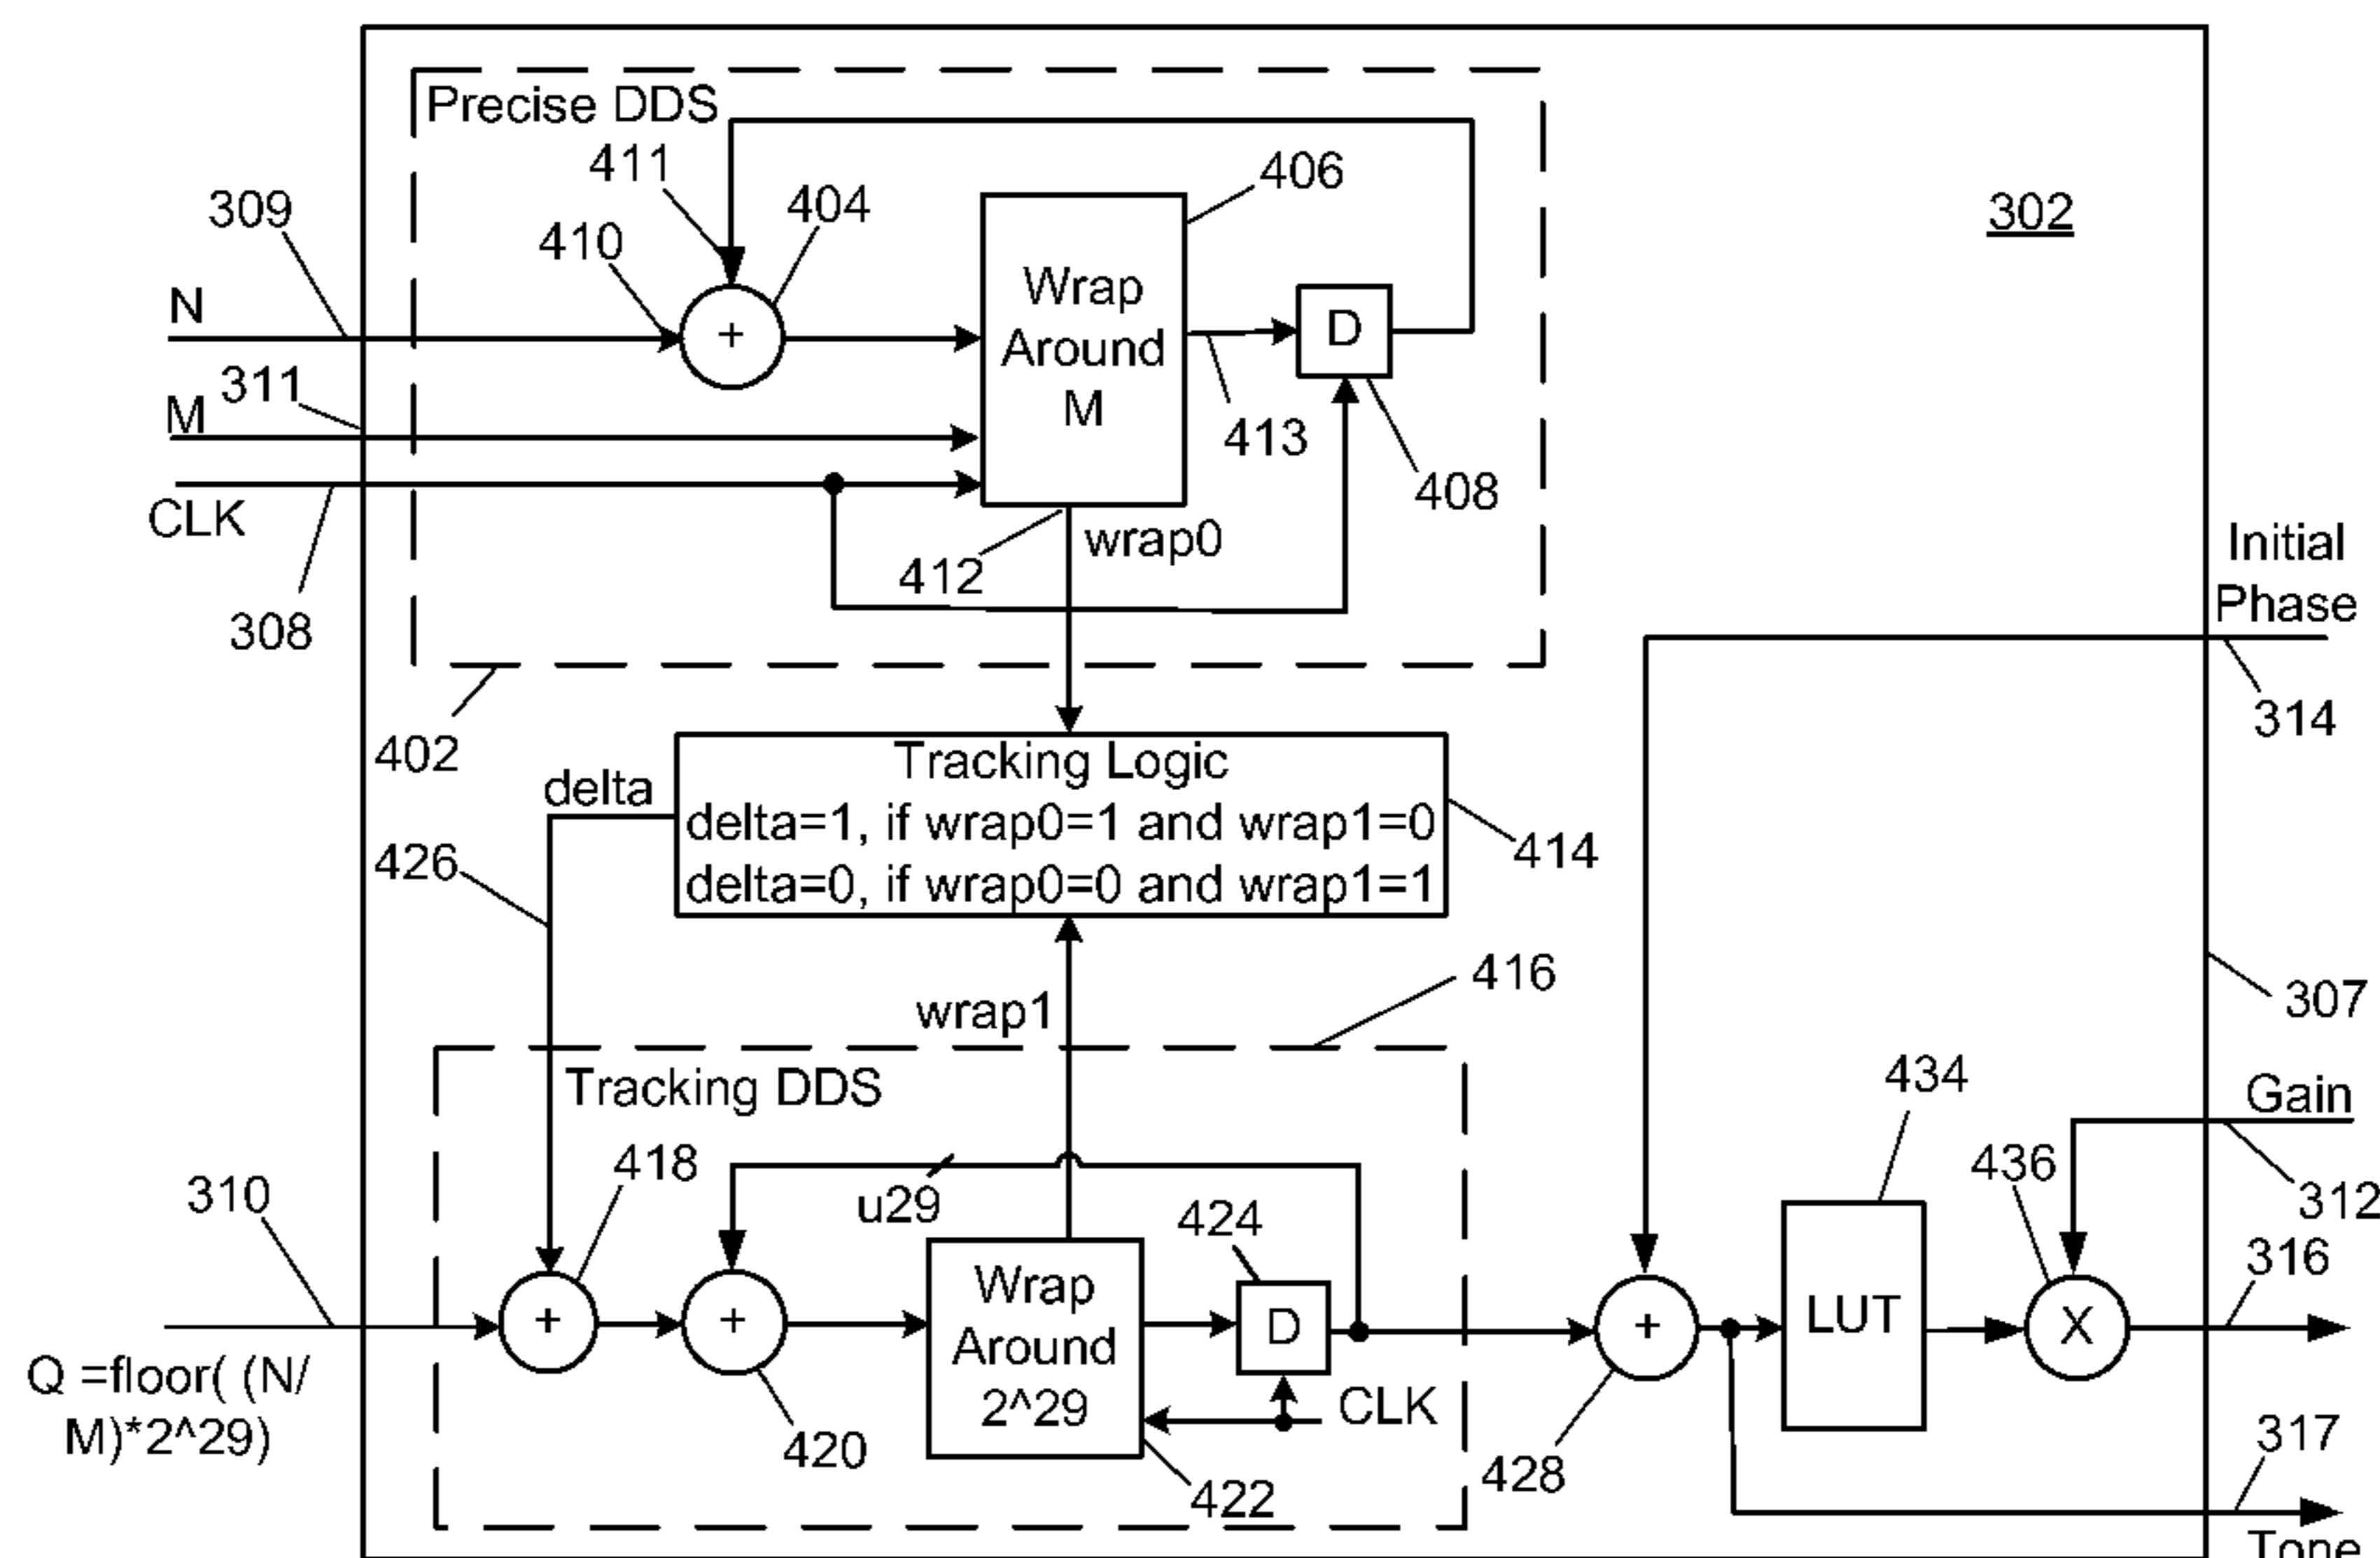 Precise DDS
411
404
406
302
309
410
N
+
Wrap
Around
M
D
311
M
413
408
CLK
412
wrap0
308
Initial
Phase
314
402
Tracking Logic
delta=1, if wrap0=1 and wrap1=0
delta=0, if wrap0=0 and wrap1=1
delta
414
426
416
wrap1
307
Tracking DDS
434
Gain
418
436
310
u29
424
312
316
+
+
Wrap
Around
2^29
D
+
LUT
X
Q =floor( (N/
M)*2^29)
CLK
420
422
428
317
Tone